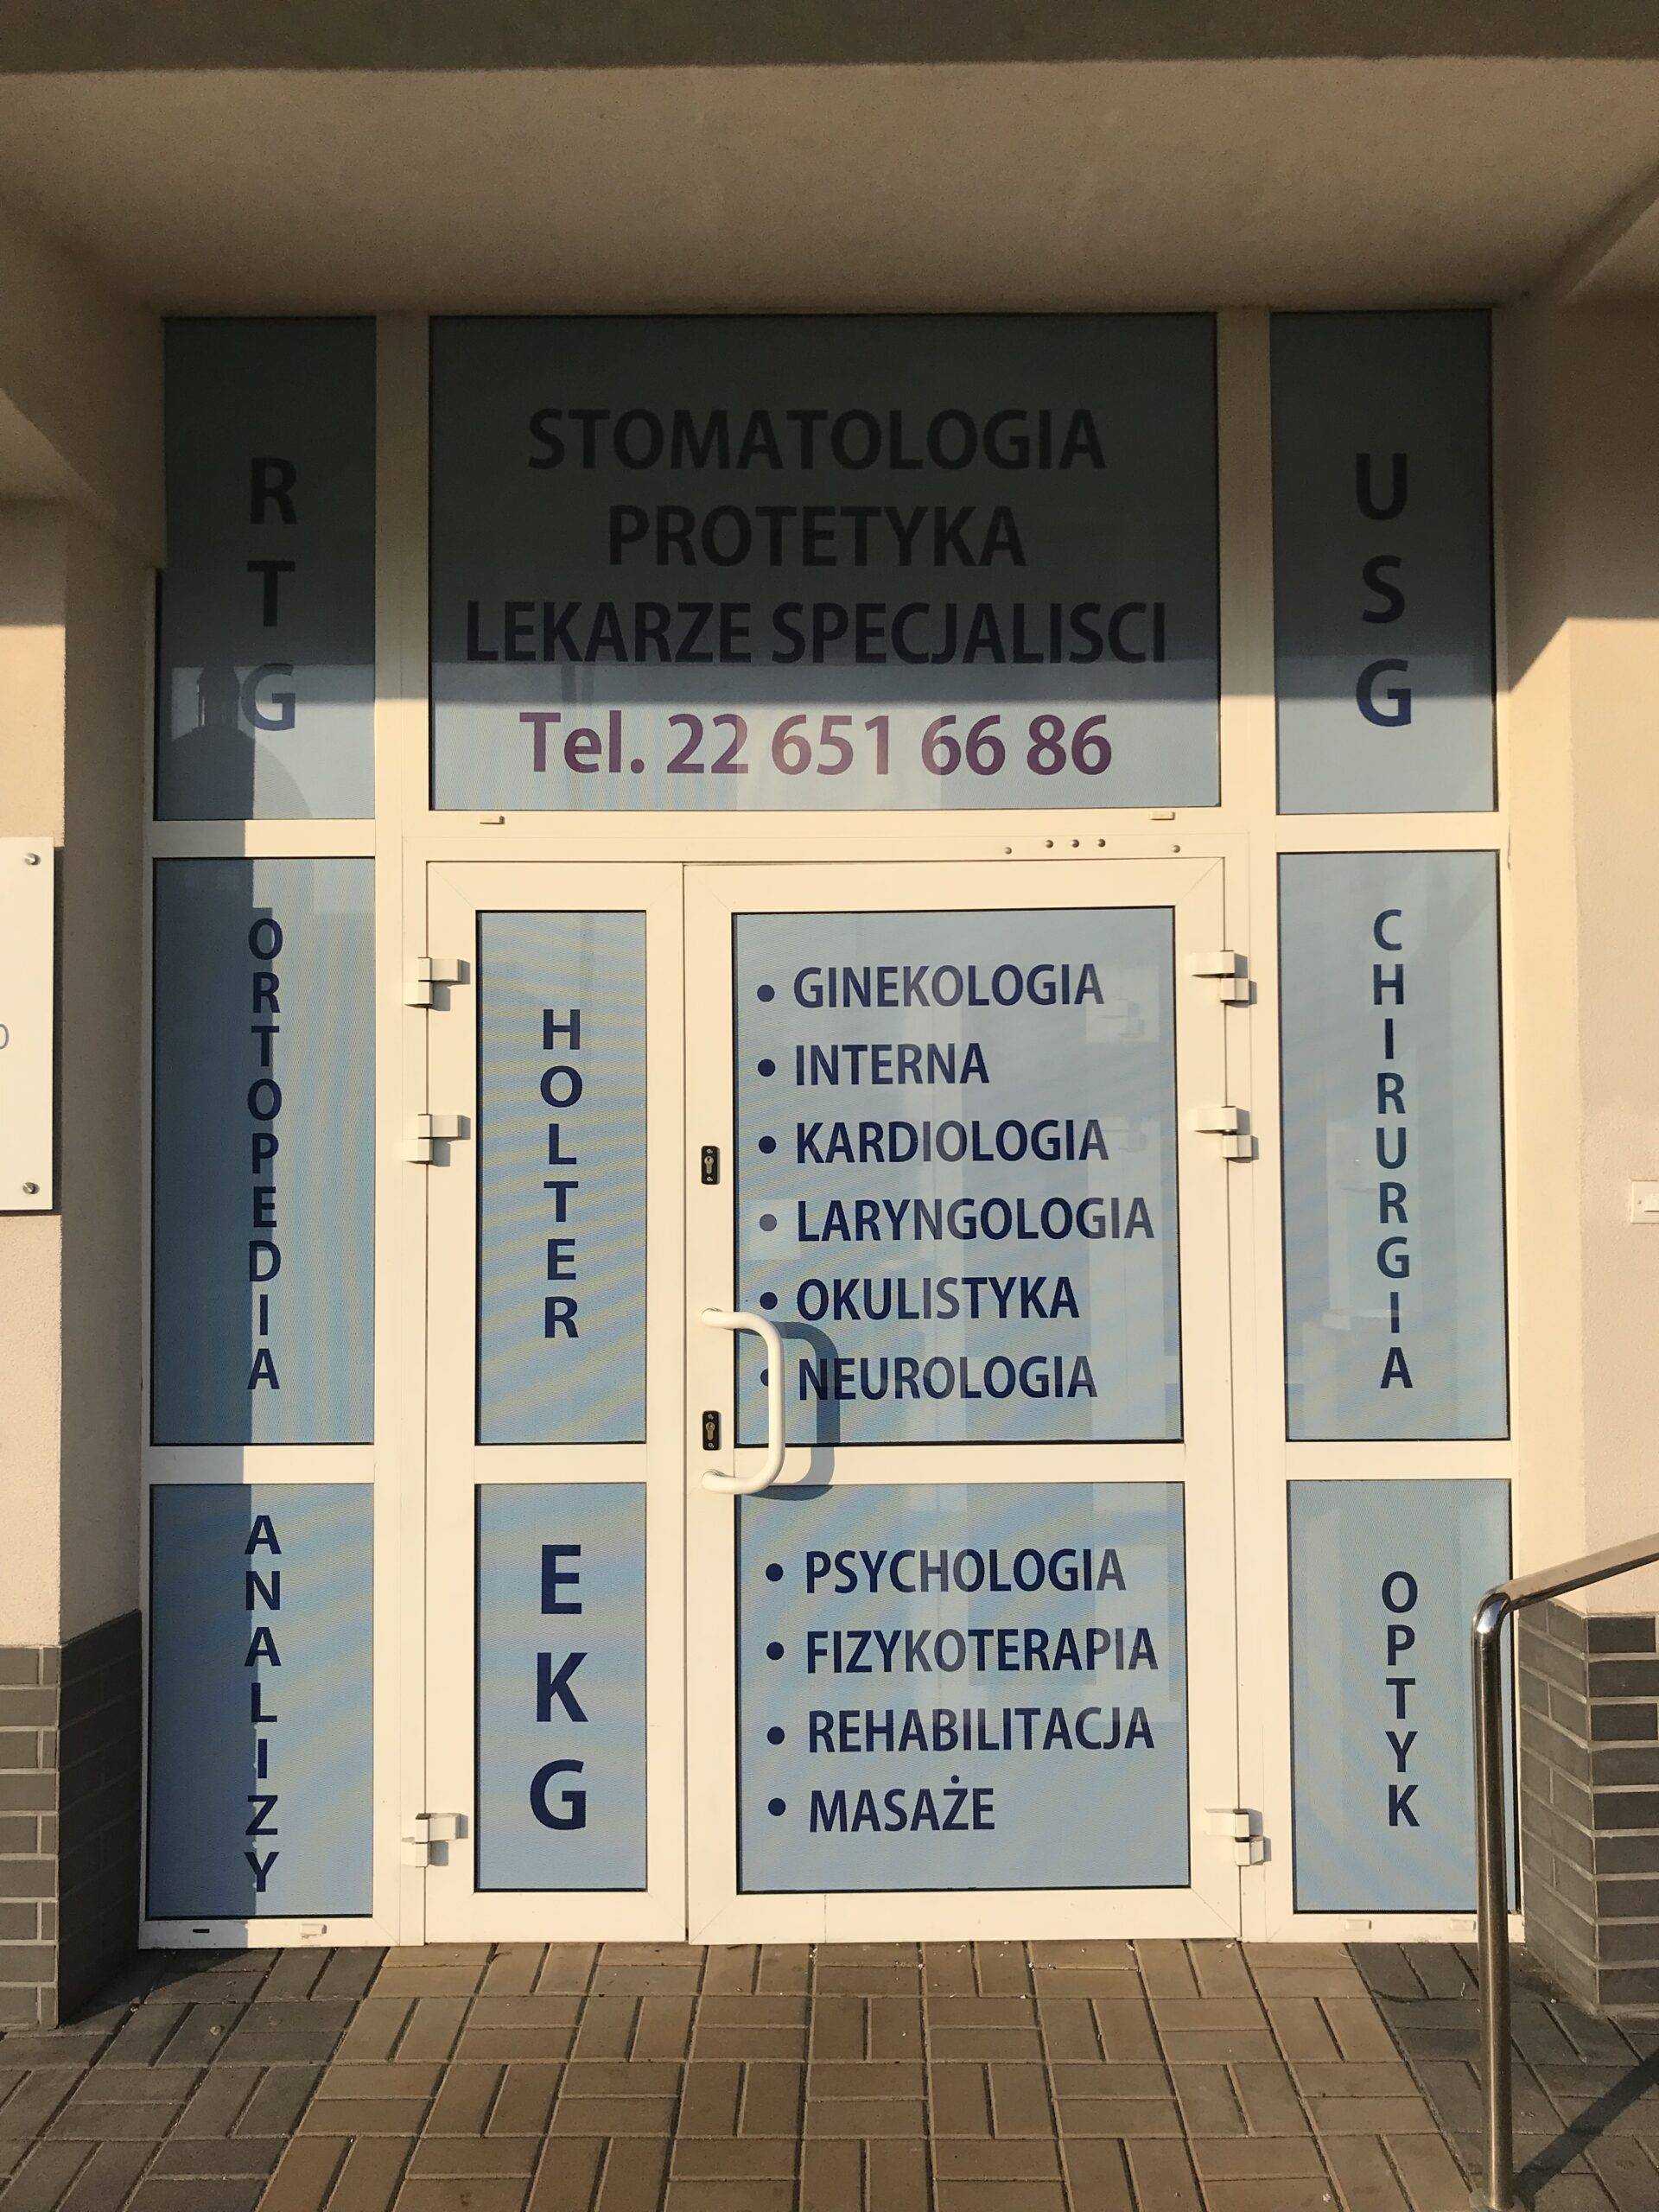 RTG
STOMATOLOGIA
PROTETYKA
LEKARZE SPECJALISCI
Tel. 22 651 66 86
USG
ORTOPEDIA
HOLTER
• GINEKOLOGIA
• INTERNA
• KARDIOLOGIA
• LARYNGOLOGIA
• OKULISTYKA
• NEUROLOGIA
CHIRURGIA
ANALIZY
EKG
• PSYCHOLOGIA
• FIZYKOTERAPIA
• REHABILITACJA
• MASAŻE
OPTYK